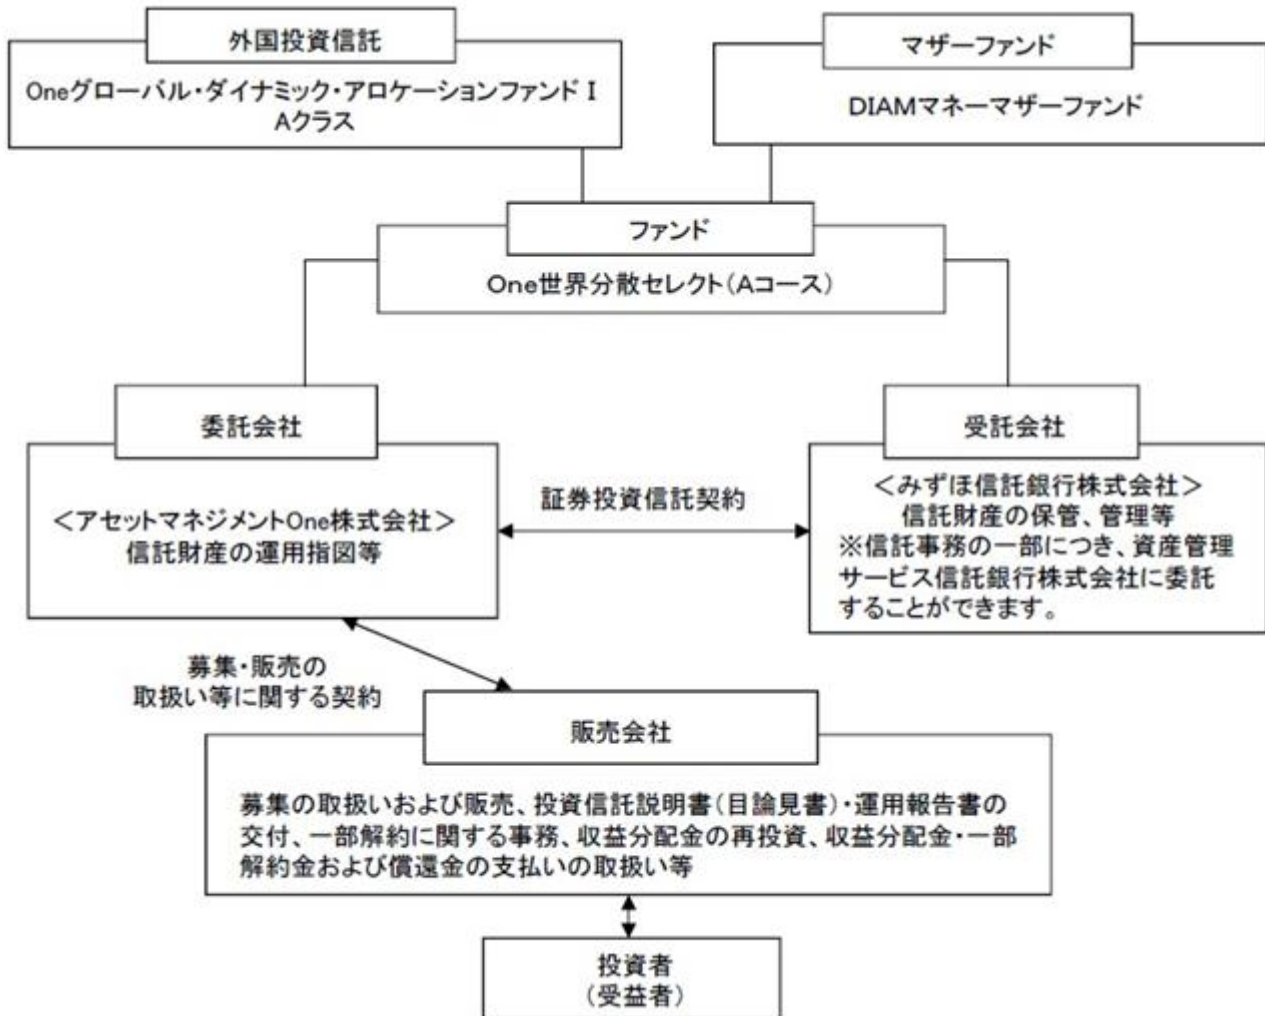 外国投資信託
Oneグローバル・ダイナミック・アロケーションファンドⅠ
Aクラス
マザーファンド
DIAMマネーマザーファンド
ファンド
One世界分散セレクト(Aコース)
委託会社
<アセットマネジメントOne株式会社>
信託財産の運用指図等
証券投資信託契約
受託会社
<みずほ信託銀行株式会社>
信託財産の保管、管理等
※信託事務の一部につき、資産管理
サービス信託銀行株式会社に委託
することができます。
募集・販売の
取扱い等に関する契約
販売会社
募集の取扱いおよび販売、投資信託説明書(目論見書)・運用報告書の
交付、一部解約に関する事務、収益分配金の再投資、収益分配金・一部
解約金および償還金の支払いの取扱い等
投資者
(受益者)